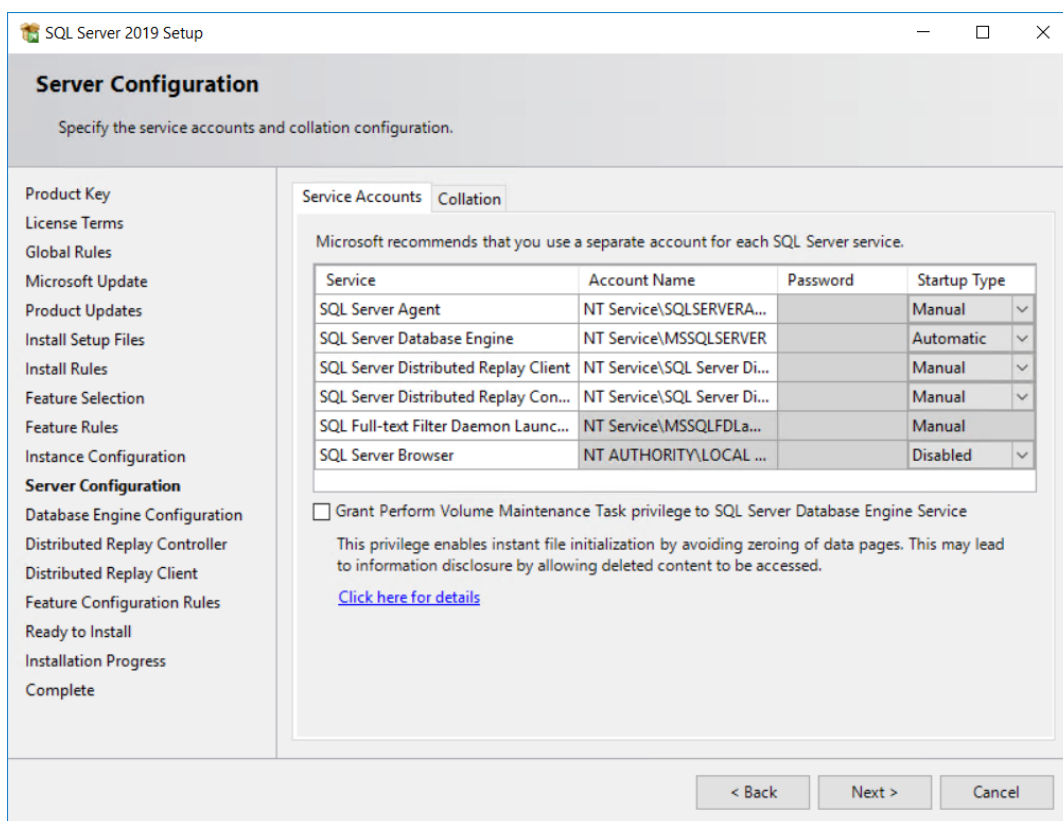 SQL Server 2019 Setup
Server Configuration
Specify the service accounts and collation configuration.
Product Key
License Terms
Global Rules
Microsoft Update
Product Updates
Install Setup Files
Install Rules
Feature Selection
Feature Rules
Instance Configuration
Server Configuration
Database Engine Configuration
Distributed Replay Controller
Distributed Replay Client
Feature Configuration Rules
Ready to Install
Installation Progress
Complete
Service Accounts Collation
Microsoft recommends that you use a separate account for each SQL Server service.
Service Account Name Password Startup Type
SQL Server Agent NT Service\SQLSERVERA... Manual
SQL Server Database Engine NT Service\MSSQLSERVER Automatic
SQL Server Distributed Replay Client NT Service\SQL Server Di... Manual
SQL Server Distributed Replay Con... NT Service\SQL Server Di... Manual
SQL Full-text Filter Daemon Launc... NT Service\MSSQLFDLa... Manual
SQL Server Browser NT AUTHORITY\LOCAL ... Disabled
Grant Perform Volume Maintenance Task privilege to SQL Server Database Engine Service
This privilege enables instant file initialization by avoiding zeroing of data pages. This may lead
to information disclosure by allowing deleted content to be accessed.
Click here for details
< Back Next > Cancel